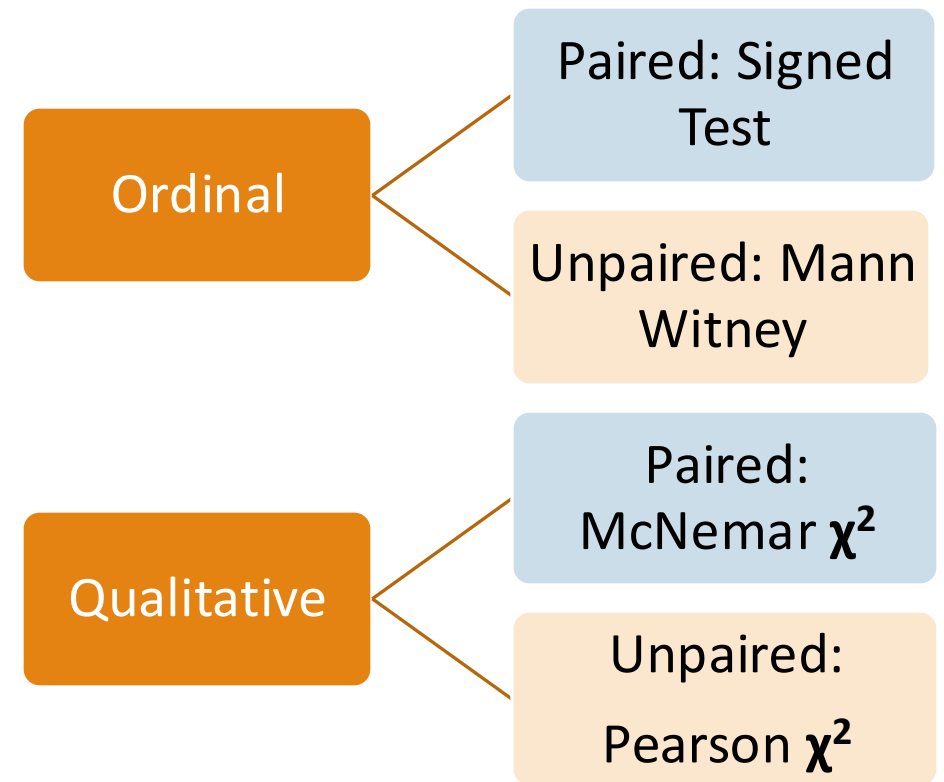 Ordinal
Paired: Signed
Test
Unpaired: Mann
Witney
Qualitative
Paired:
McNemar χ²
Unpaired:
Pearson χ²